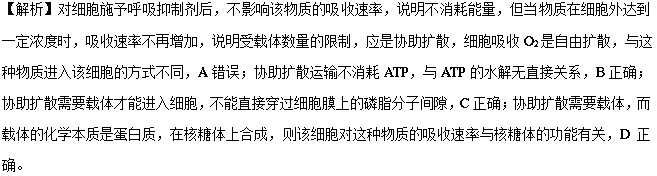 【解析】对细胞施予呼吸抑制剂后，不影响该物质的吸收速率，说明不消耗能量，但当物质在细胞外达到
一定浓度时，吸收速率不再增加，说明受载体数量的限制，应是协助扩散，细胞吸收O₂是自由扩散，与这
种物质进入该细胞的方式不同，A 错误；协助扩散运输不消耗 ATP，与 ATP 的水解无直接关系，B 正确；
协助扩散需要载体才能进入细胞，不能直接穿过细胞膜上的磷脂分子间隙，C 正确；协助扩散需要载体，而
载体的化学本质是蛋白质，在核糖体上合成，则该细胞对这种物质的吸收速率与核糖体的功能有关，D 正
确。